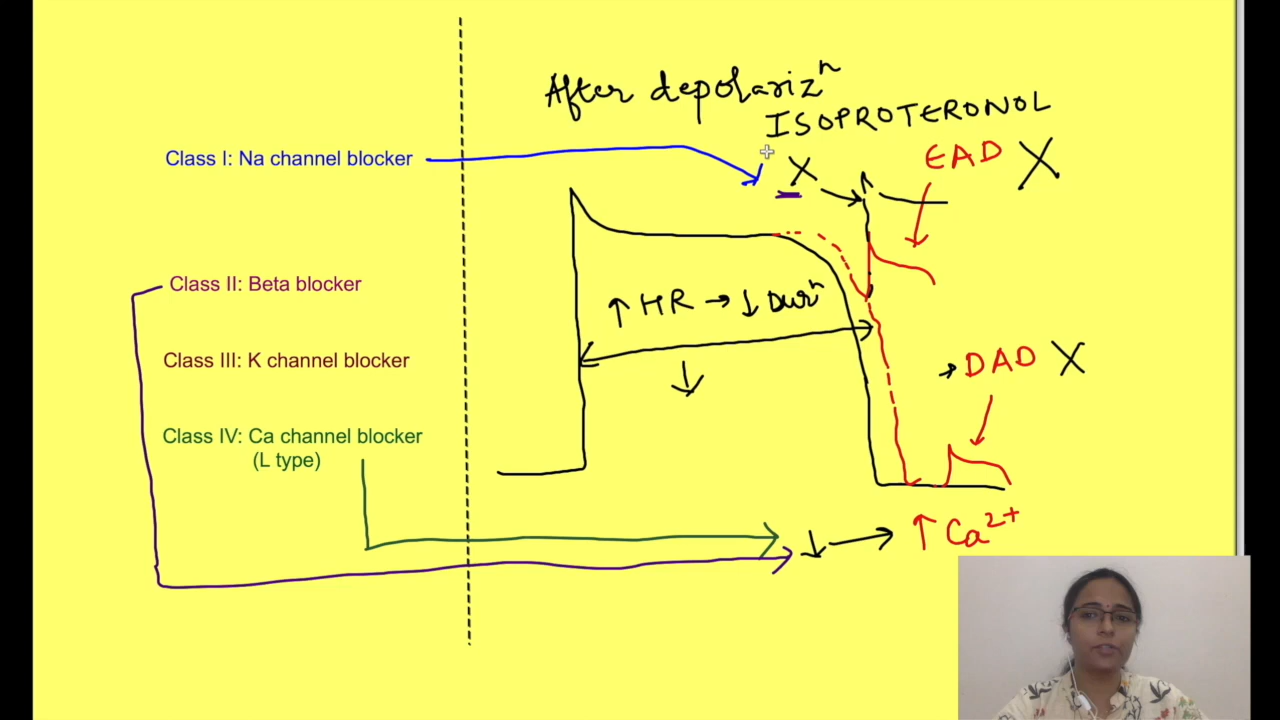 After depolarizⁿ
ISOPROTERONOL
Class I: Na channel blocker
X
EAD X
Class II: Beta blocker
↑ HR → ↓ Durⁿ
Class III: K channel blocker
↓
→ DAD X
Class IV: Ca channel blocker
(L type)
↓ → ↑ Ca²⁺